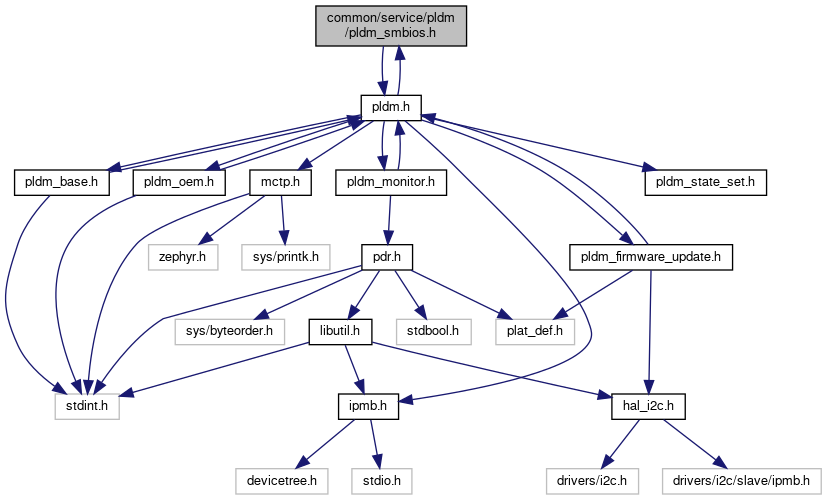 common/service/pldm
/pldm_smbios.h
pldm.h
pldm_base.h
pldm_oem.h
mctp.h
pldm_monitor.h
pldm_state_set.h
zephyr.h
sys/printk.h
pdr.h
pldm_firmware_update.h
sys/byteorder.h
libutil.h
stdbool.h
plat_def.h
stdint.h
ipmb.h
hal_i2c.h
devicetree.h
stdio.h
drivers/i2c.h
drivers/i2c/slave/ipmb.h